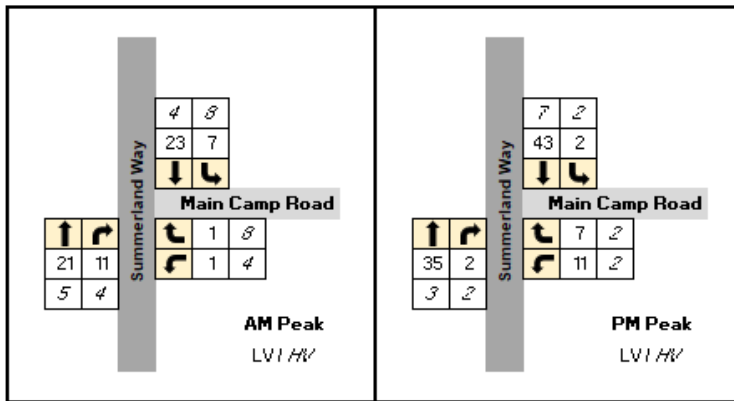 4 8
23 7
Summerland Way
Main Camp Road
1 8
21 11
1 4
5 4
AM Peak
LV / HV
7 2
43 2
Summerland Way
Main Camp Road
7 2
35 2
11 2
3 2
PM Peak
LV / HV